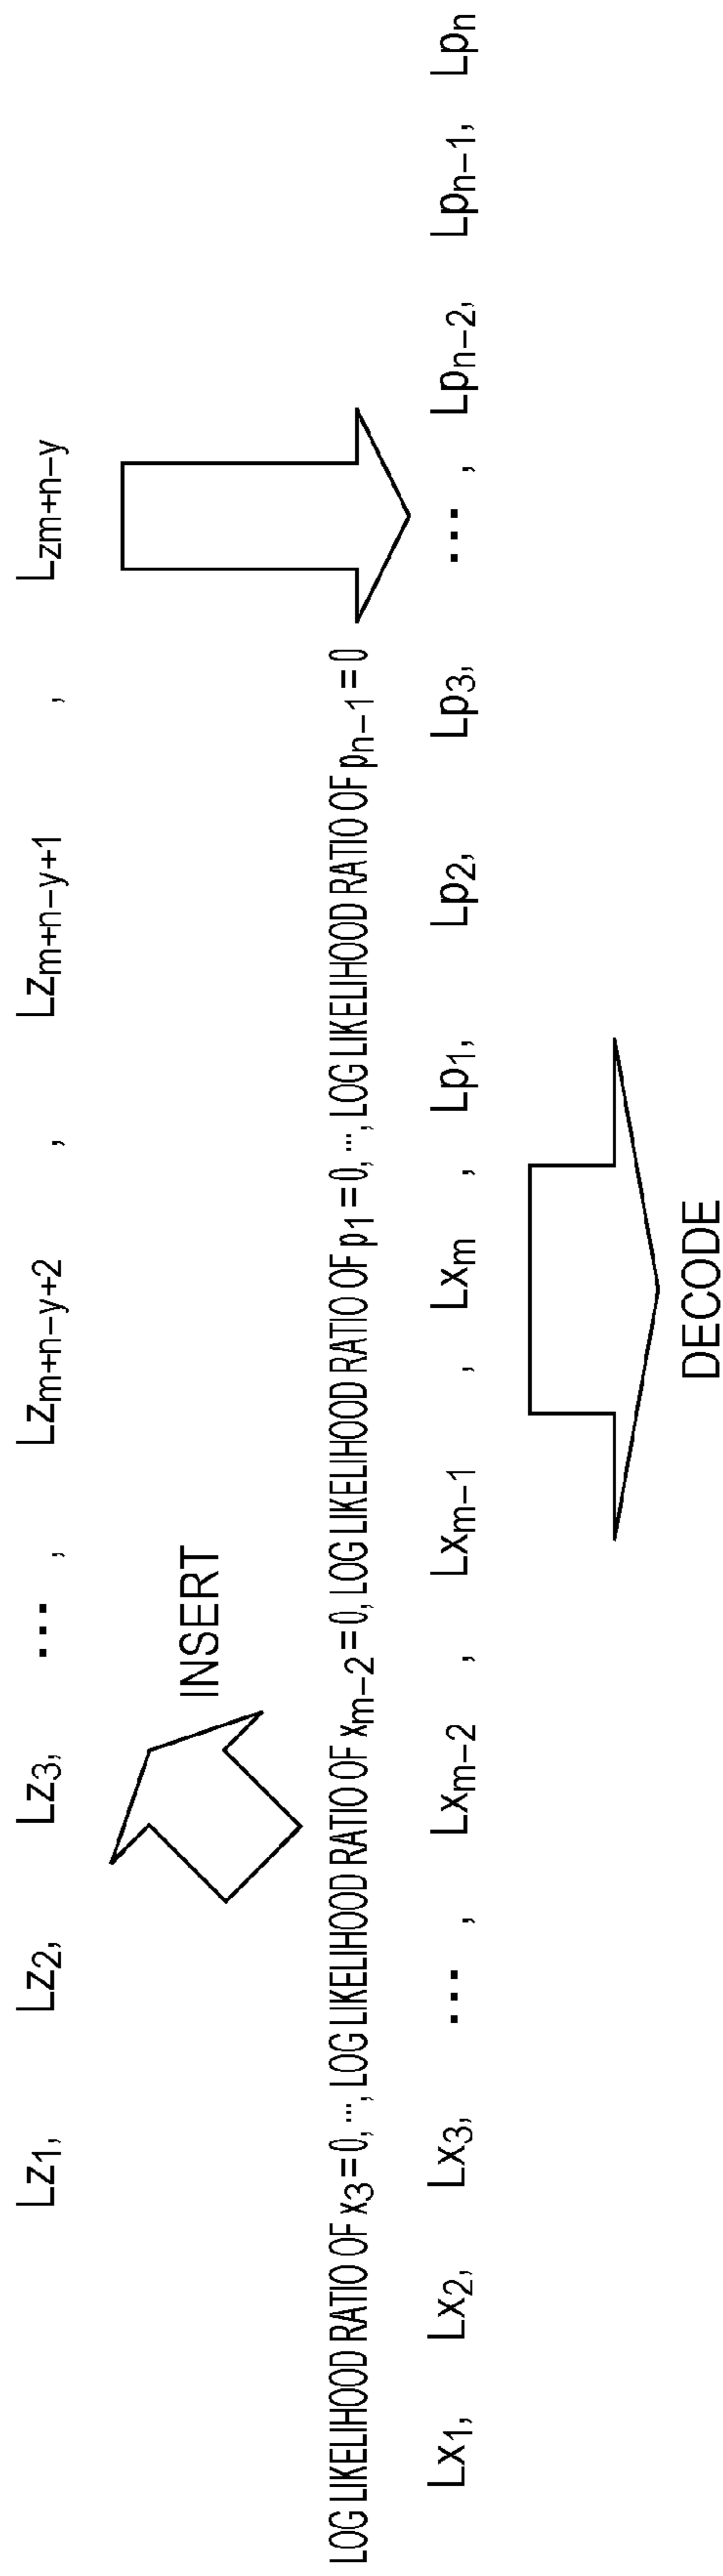 Lz₁, Lz₂, Lz₃, ⋯ , Lzₘ₊ₙ₋y₊₂ , Lzₘ₊ₙ₋y₊₁ , Lzm+n−y
INSERT
LOG LIKELIHOOD RATIO OF x₃ = 0, ⋯, LOG LIKELIHOOD RATIO OF xₘ₋₂ = 0, LOG LIKELIHOOD RATIO OF p₁ = 0, ⋯, LOG LIKELIHOOD RATIO OF pₙ₋₁ = 0
Lx₁, Lx₂, Lx₃, ⋯ , Lxₘ₋₂ , Lxₘ₋₁ , Lxₘ , Lp₁, Lp₂, Lp₃, ⋯ , Lpₙ₋₂, Lpₙ₋₁, Lpₙ
DECODE